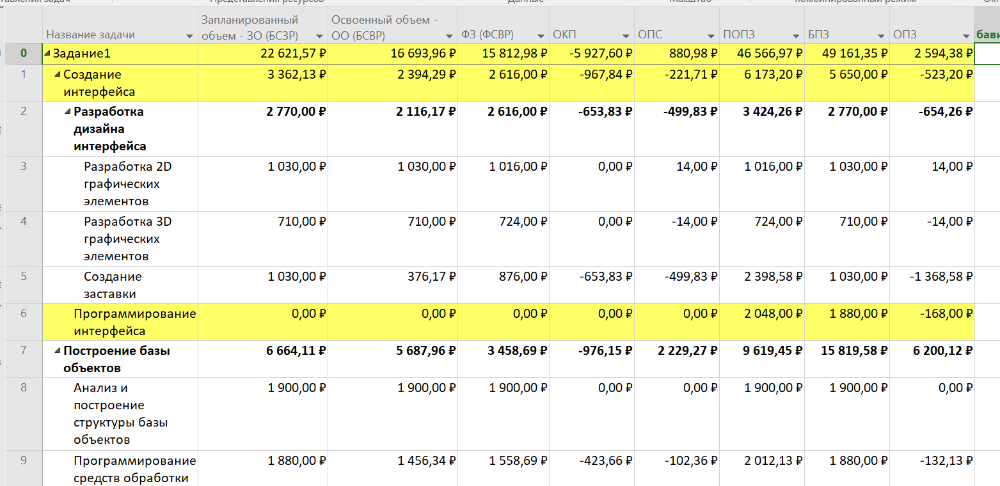 Представления ресурсов Данные Масштаб Комбинированный режим
Название задачи Запланированный объем - ЗО (БСЗР) Освоенный объем - ОО (БСВР) ФЗ (ФСВР) ОКП ОПС ПОПЗ БПЗ ОПЗ
0 Задание1 22 621,57 ₽ 16 693,96 ₽ 15 812,98 ₽ -5 927,60 ₽ 880,98 ₽ 46 566,97 ₽ 49 161,35 ₽ 2 594,38 ₽
1 Создание 3 362,13 ₽ 2 394,29 ₽ 2 616,00 ₽ -967,84 ₽ -221,71 ₽ 6 173,20 ₽ 5 650,00 ₽ -523,20 ₽
интерфейса
2 Разработка 2 770,00 ₽ 2 116,17 ₽ 2 616,00 ₽ -653,83 ₽ -499,83 ₽ 3 424,26 ₽ 2 770,00 ₽ -654,26 ₽
дизайна
интерфейса
3 Разработка 2D 1 030,00 ₽ 1 030,00 ₽ 1 016,00 ₽ 0,00 ₽ 14,00 ₽ 1 016,00 ₽ 1 030,00 ₽ 14,00 ₽
графических
элементов
4 Разработка 3D 710,00 ₽ 710,00 ₽ 724,00 ₽ 0,00 ₽ -14,00 ₽ 724,00 ₽ 710,00 ₽ -14,00 ₽
графических
элементов
5 Создание 1 030,00 ₽ 376,17 ₽ 876,00 ₽ -653,83 ₽ -499,83 ₽ 2 398,58 ₽ 1 030,00 ₽ -1 368,58 ₽
заставки
6 Программирование 0,00 ₽ 0,00 ₽ 0,00 ₽ 0,00 ₽ 0,00 ₽ 2 048,00 ₽ 1 880,00 ₽ -168,00 ₽
интерфейса
7 Построение базы 6 664,11 ₽ 5 687,96 ₽ 3 458,69 ₽ -976,15 ₽ 2 229,27 ₽ 9 619,45 ₽ 15 819,58 ₽ 6 200,12 ₽
объектов
8 Анализ и 1 900,00 ₽ 1 900,00 ₽ 1 900,00 ₽ 0,00 ₽ 0,00 ₽ 1 900,00 ₽ 1 900,00 ₽ 0,00 ₽
построение
структуры базы
объектов
9 Программирование 1 880,00 ₽ 1 456,34 ₽ 1 558,69 ₽ -423,66 ₽ -102,36 ₽ 2 012,13 ₽ 1 880,00 ₽ -132,13 ₽
средств обработки